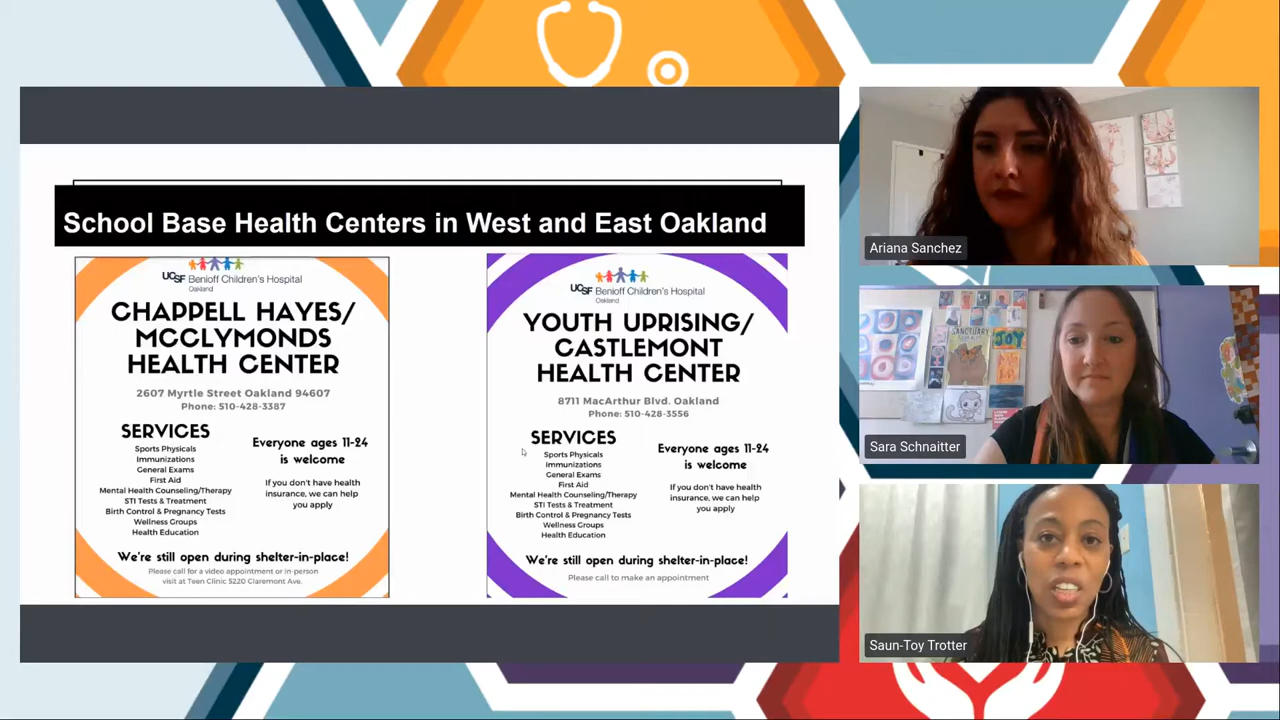 School Base Health Centers in West and East Oakland
UCSF Benioff Children's Hospital
Oakland
CHAPPELL HAYES/
MCCLYMONDS
HEALTH CENTER
2607 Myrtle Street Oakland 94607
Phone: 510-428-3387
SERVICES
Sports Physicals
Immunizations
General Exams
First Aid
Mental Health Counseling/Therapy
STI Tests & Treatment
Birth Control & Pregnancy Tests
Wellness Groups
Health Education
Everyone ages 11-24
is welcome
If you don't have health
insurance, we can help
you apply
We're still open during shelter-in-place!
Please call for a video appointment or in-person
visit at Teen Clinic 5220 Claremont Ave.
UCSF Benioff Children's Hospital
Oakland
YOUTH UPRISING/
CASTLEMONT
HEALTH CENTER
8711 MacArthur Blvd. Oakland
Phone: 510-428-3556
SERVICES
Sports Physicals
Immunizations
General Exams
First Aid
Mental Health Counseling/Therapy
STI Tests & Treatment
Birth Control & Pregnancy Tests
Wellness Groups
Health Education
Everyone ages 11-24
is welcome
If you don't have health
insurance, we can help
you apply
We're still open during shelter-in-place!
Please call to make an appointment
Ariana Sanchez
SANCTUARY
JOY
Sara Schnaitter
Saun-Toy Trotter